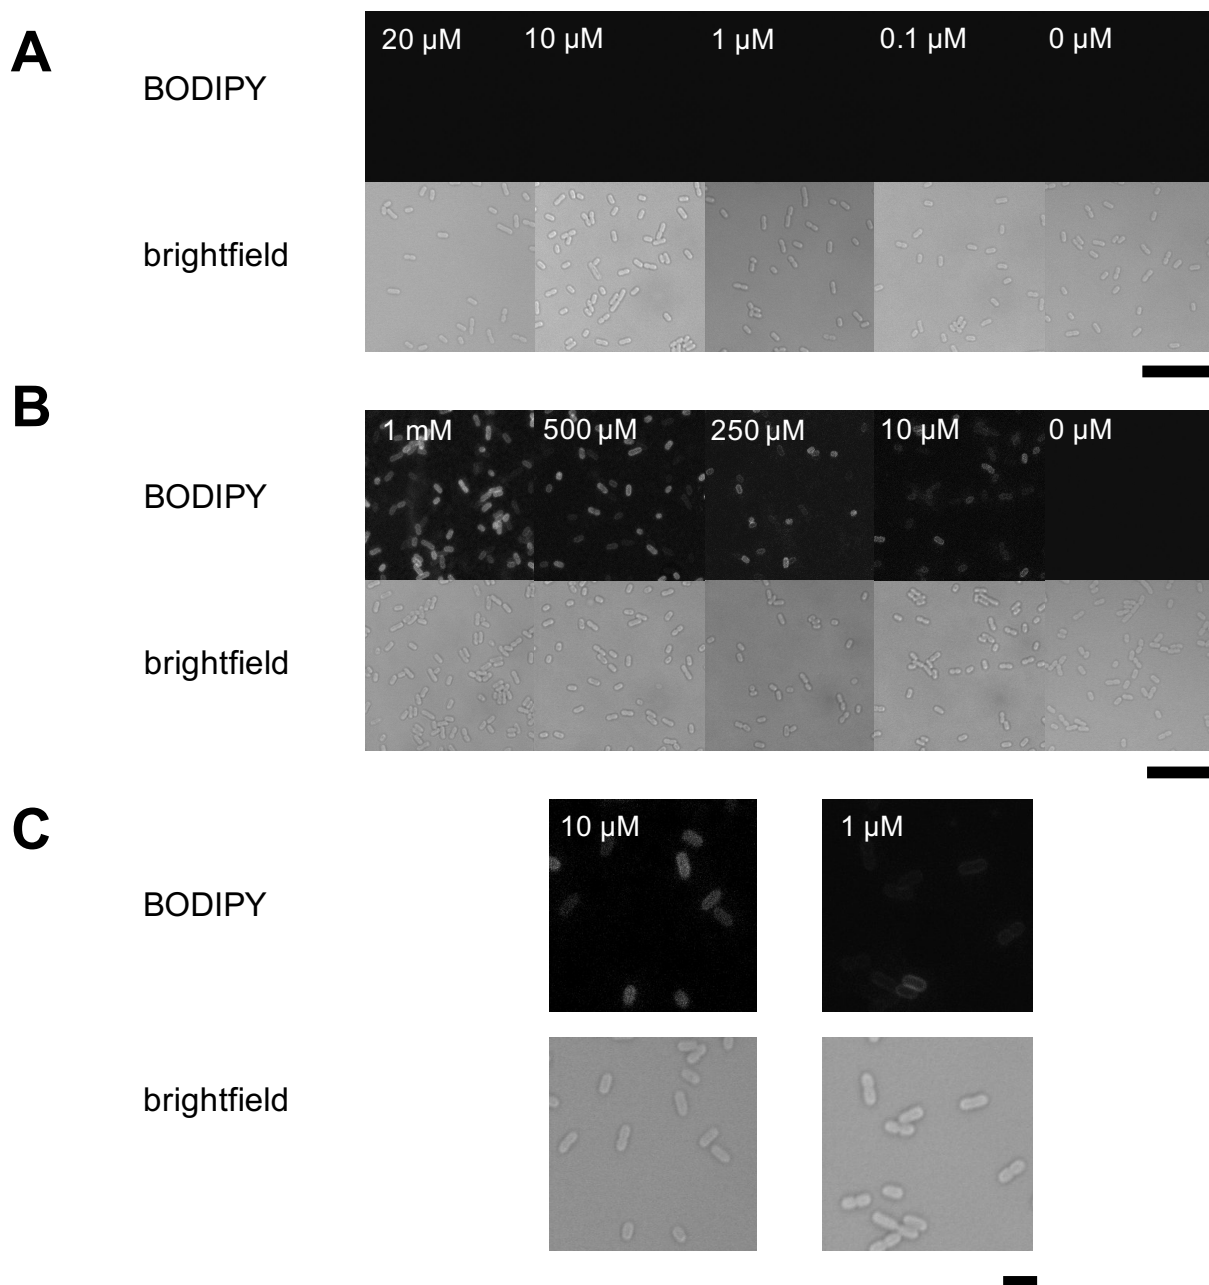 A
20 µM 10 µM 1 µM 0.1 µM 0 µM
BODIPY
brightfield
B
1 mM 500 µM 250 µM 10 µM 0 µM
BODIPY
brightfield
C
10 µM 1 µM
BODIPY
brightfield